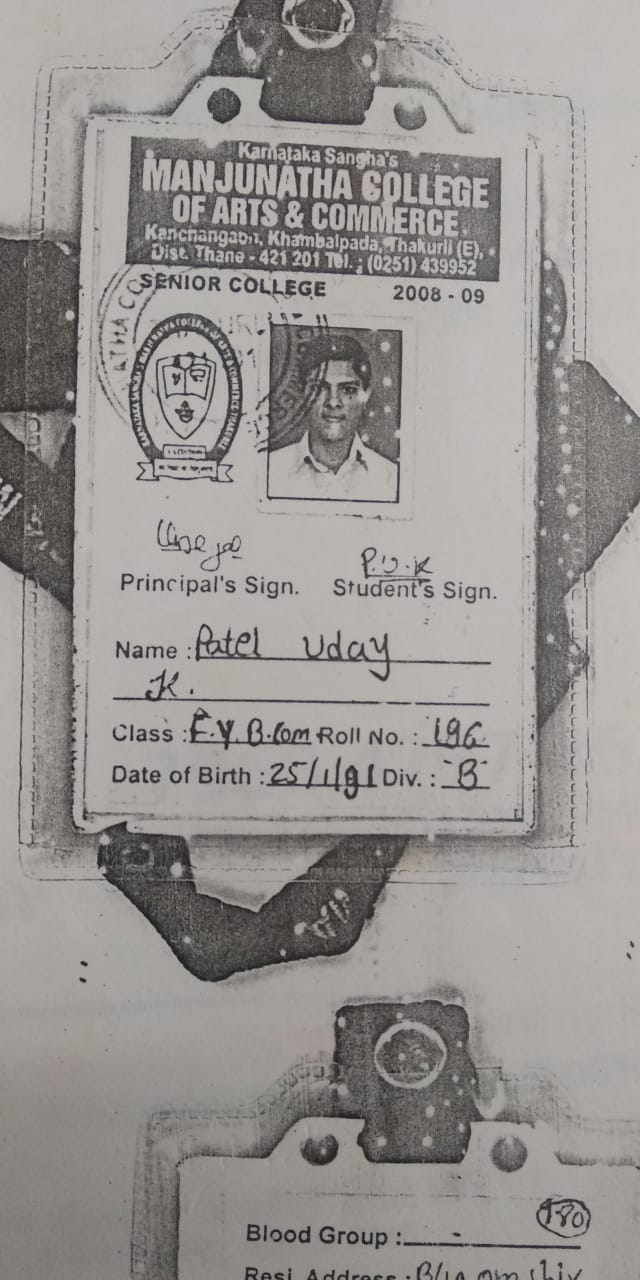 Karnataka Sangha's
MANJUNATHA COLLEGE
OF ARTS & COMMERCE.
Kanchangaon, Khambalpada, Thakurli (E),
Dist. Thane - 421 201 Tel. : (0251) 439952
SENIOR COLLEGE 2008 - 09
P.U.K
Principal's Sign. Student's Sign.
Name : Patel Uday
K.
Class : F.Y B.Com Roll No. : 196
Date of Birth : 25/1/91 Div. : "B"
180
Blood Group : -
Resi. Address :